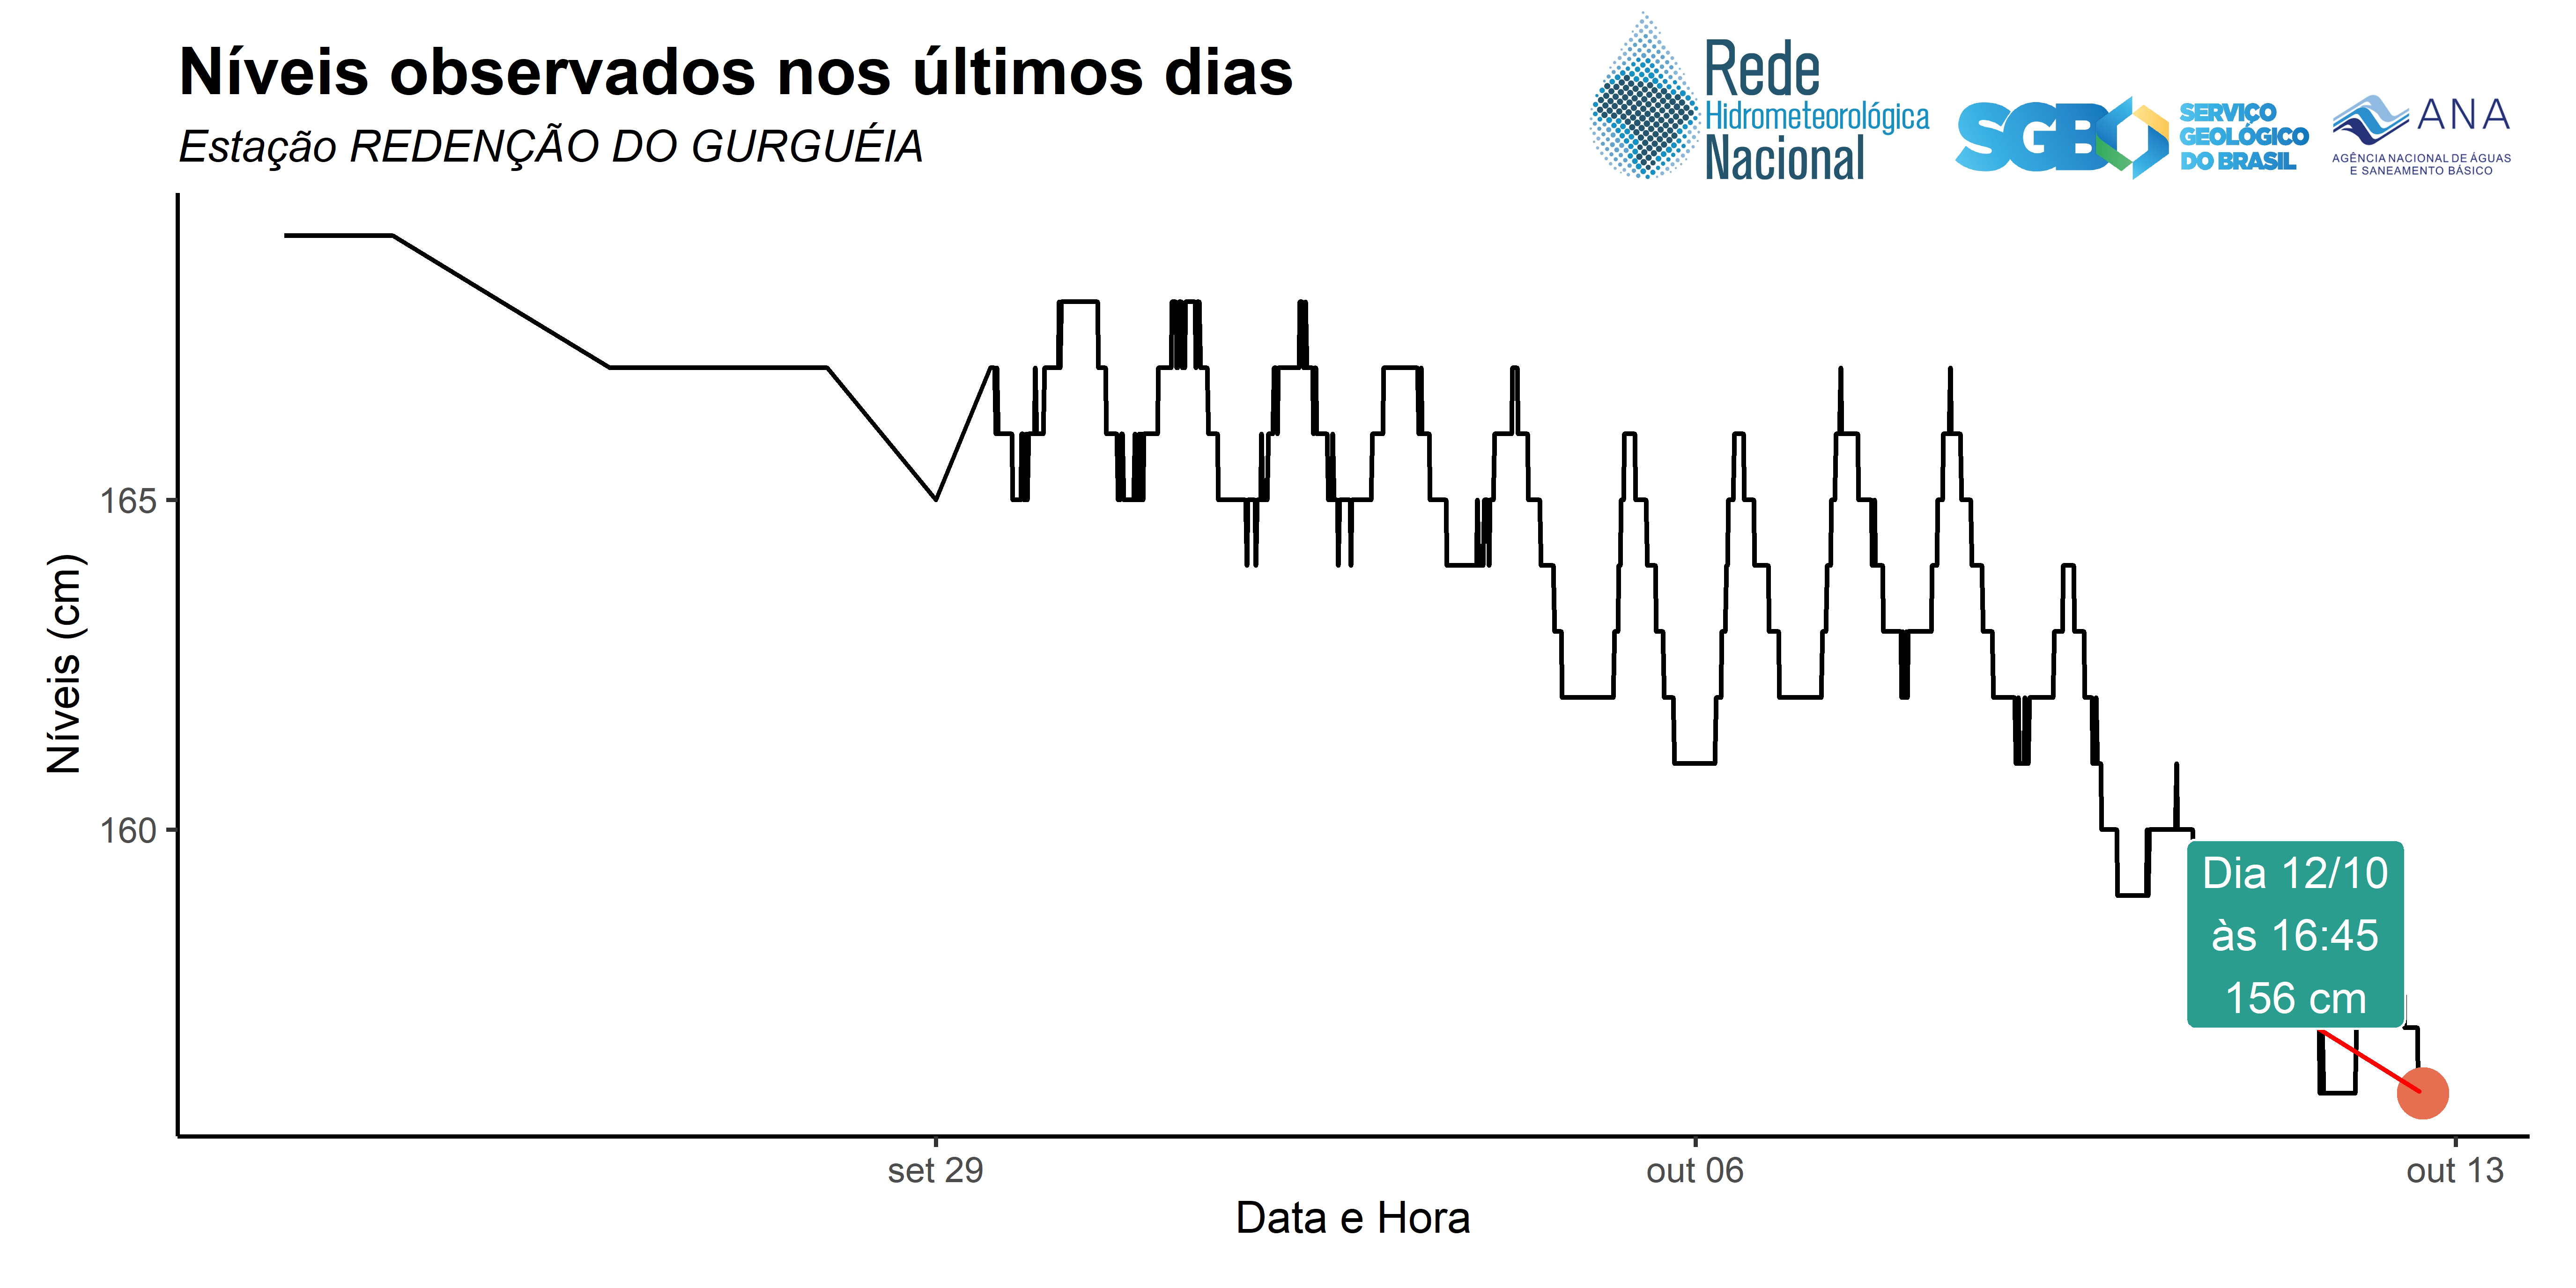 Níveis observados nos últimos dias
Estação REDENÇÃO DO GURGUÉIA
Rede
Hidrometeorológica
Nacional
SGB
SERVIÇO
GEOLÓGICO
DO BRASIL
ANA
AGÊNCIA NACIONAL DE ÁGUAS
E SANEAMENTO BÁSICO
Níveis (cm)
165
160
Dia 12/10
às 16:45
156 cm
set 29
out 06
out 13
Data e Hora